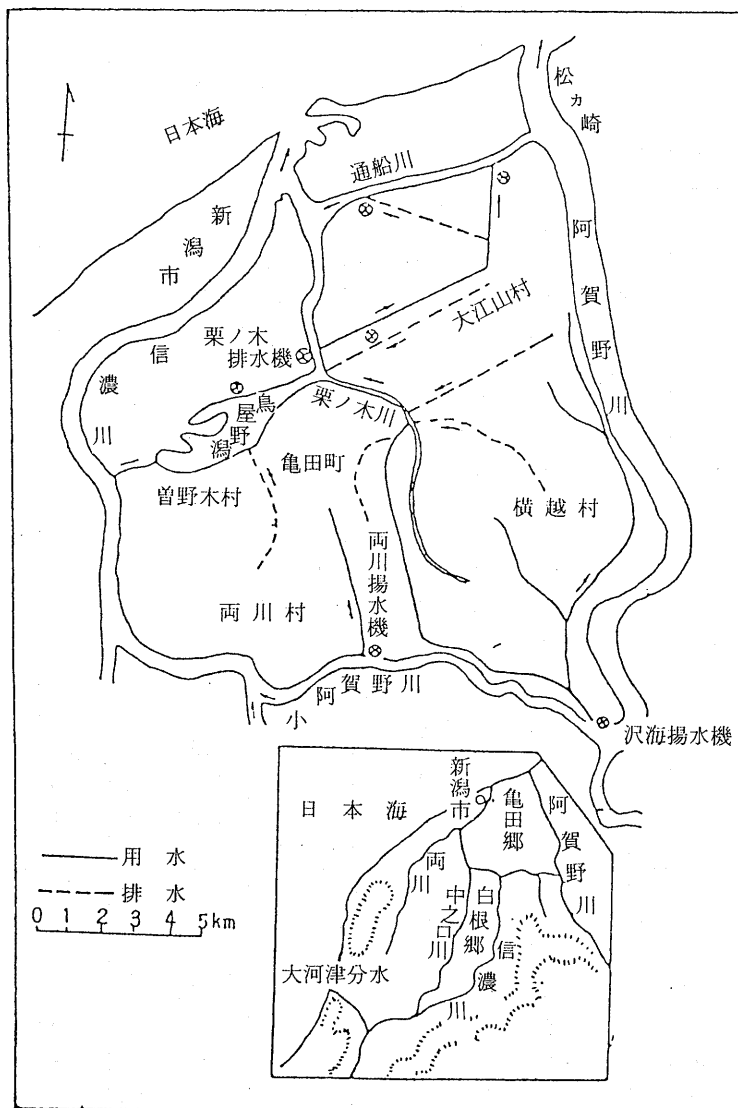 松ヵ崎
日本海
通船川
新潟市
阿賀野川
大江山村
栗ノ木
排水機
信濃川
鳥屋野潟
栗ノ木川
亀田町
曽野木村
横越村
両川揚水機
両川村
小阿賀野川
沢海揚水機
新潟市
日本海
亀田郷
阿賀野川
両川
中之口川
白根郷
信濃川
大河津分水
用水
排水
0 1 2 3 4 5km